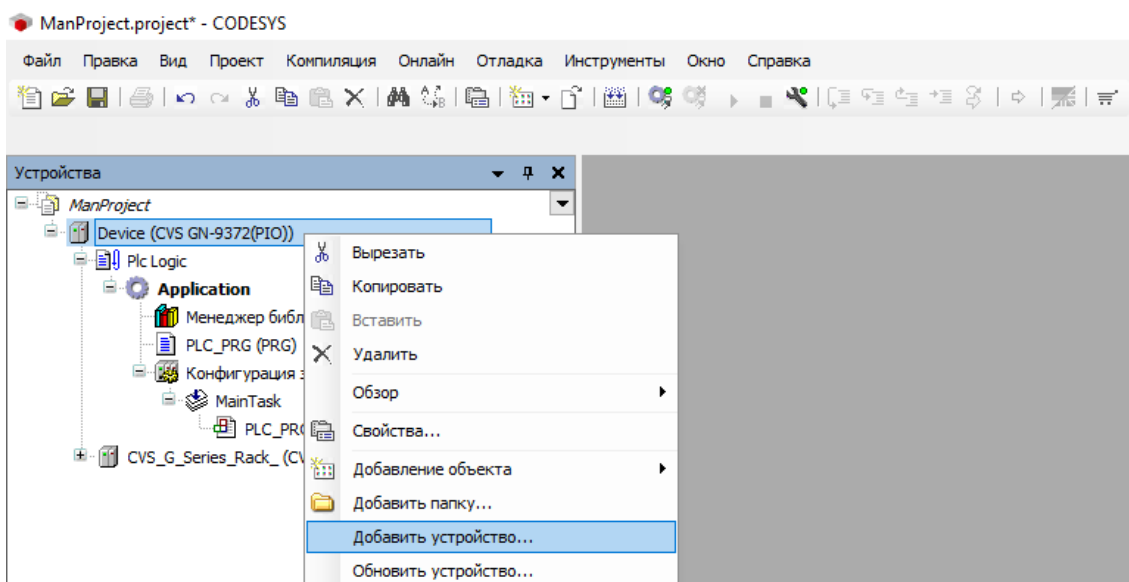 ManProject.project* - CODESYS
Файл Правка Вид Проект Компиляция Онлайн Отладка Инструменты Окно Справка
Устройства
ManProject
Device (CVS GN-9372(PIO))
Вырезать
Plc Logic
Копировать
Application
Менеджер библ
Вставить
PLC_PRG (PRG)
Удалить
Конфигурация
Обзор
MainTask
PLC_PRG
Свойства...
CVS_G_Series_Rack_ (CV
Добавление объекта
Добавить папку...
Добавить устройство...
Обновить устройство...